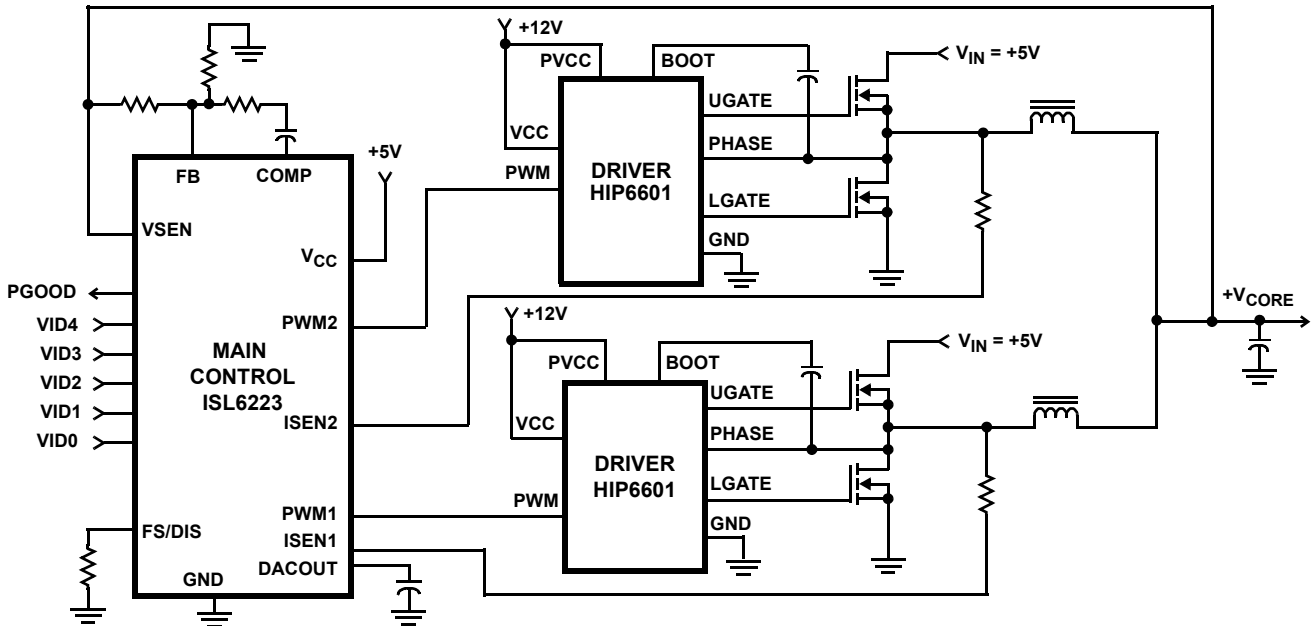 +12V
PVCC
BOOT
V_IN = +5V
UGATE
VCC
PHASE
DRIVER
HIP6601
PWM
LGATE
GND
+5V
FB
COMP
VSEN
V_CC
PGOOD
VID4
VID3
VID2
VID1
VID0
MAIN
CONTROL
ISL6223
PWM2
ISEN2
PWM1
ISEN1
DACOUT
FS/DIS
GND
+12V
PVCC
BOOT
V_IN = +5V
UGATE
VCC
PHASE
DRIVER
HIP6601
PWM
LGATE
GND
+V_CORE